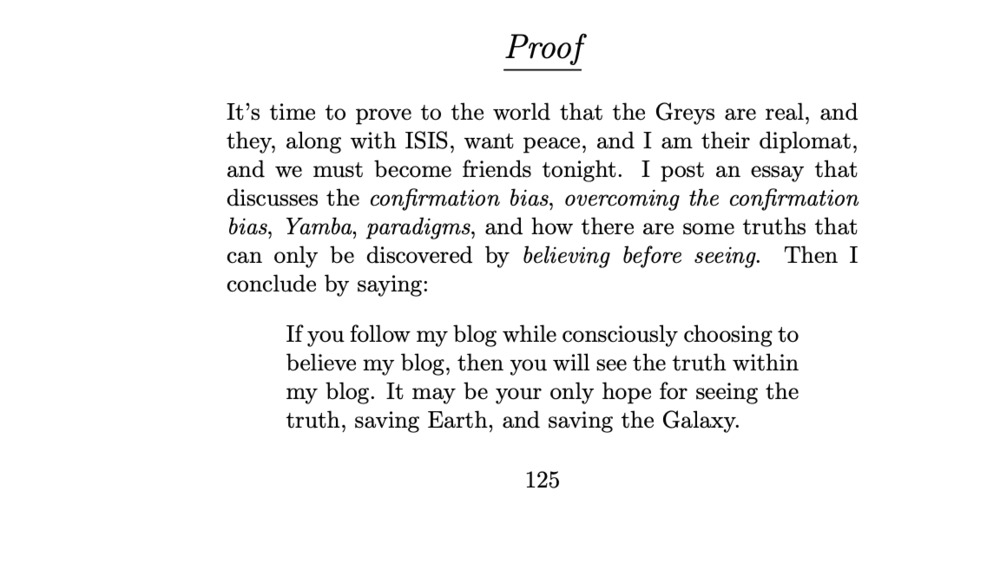 Proof
It's time to prove to the world that the Greys are real, and
they, along with ISIS, want peace, and I am their diplomat,
and we must become friends tonight. I post an essay that
discusses the confirmation bias, overcoming the confirmation
bias, Yamba, paradigms, and how there are some truths that
can only be discovered by believing before seeing. Then I
conclude by saying:
If you follow my blog while consciously choosing to
believe my blog, then you will see the truth within
my blog. It may be your only hope for seeing the
truth, saving Earth, and saving the Galaxy.
125